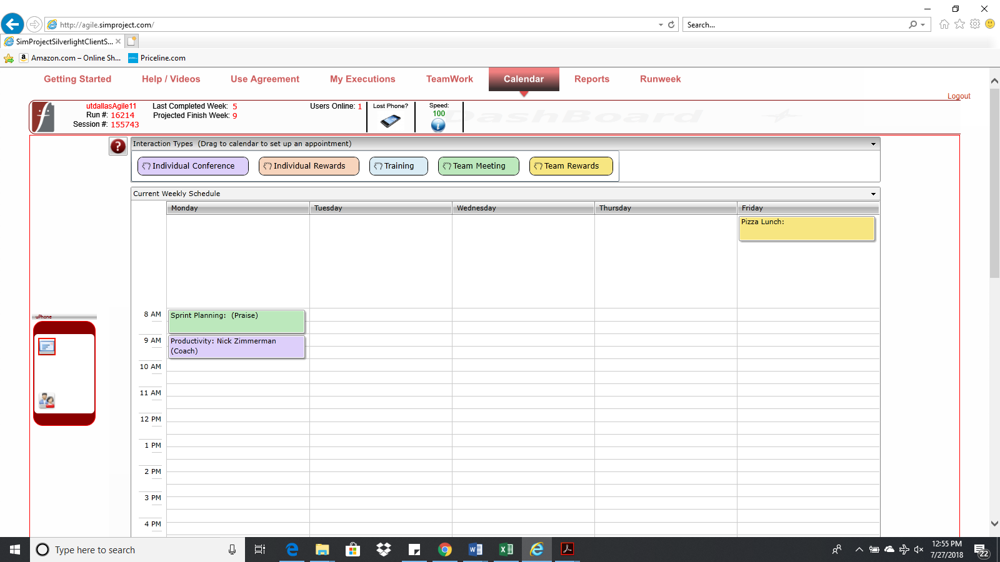 http://agile.simproject.com/
Search...
SimProjectSilverlightClientS...
Amazon.com – Online Sh...
Priceline.com
Getting Started
Help / Videos
Use Agreement
My Executions
TeamWork
Calendar
Reports
Runweek
Logout
utdallasAgile11
Run #: 16214
Session #: 155743
Last Completed Week: 5
Projected Finish Week: 9
Users Online: 1
Lost Phone?
Speed:
100
DashBoard
Interaction Types (Drag to calendar to set up an appointment)
Individual Conference
Individual Rewards
Training
Team Meeting
Team Rewards
Current Weekly Schedule
Monday
Tuesday
Wednesday
Thursday
Friday
Pizza Lunch:
8 AM
Sprint Planning: (Praise)
uPhone
9 AM
Productivity: Nick Zimmerman
(Coach)
10 AM
11 AM
12 PM
1 PM
2 PM
3 PM
4 PM
Type here to search
12:55 PM
7/27/2018
22